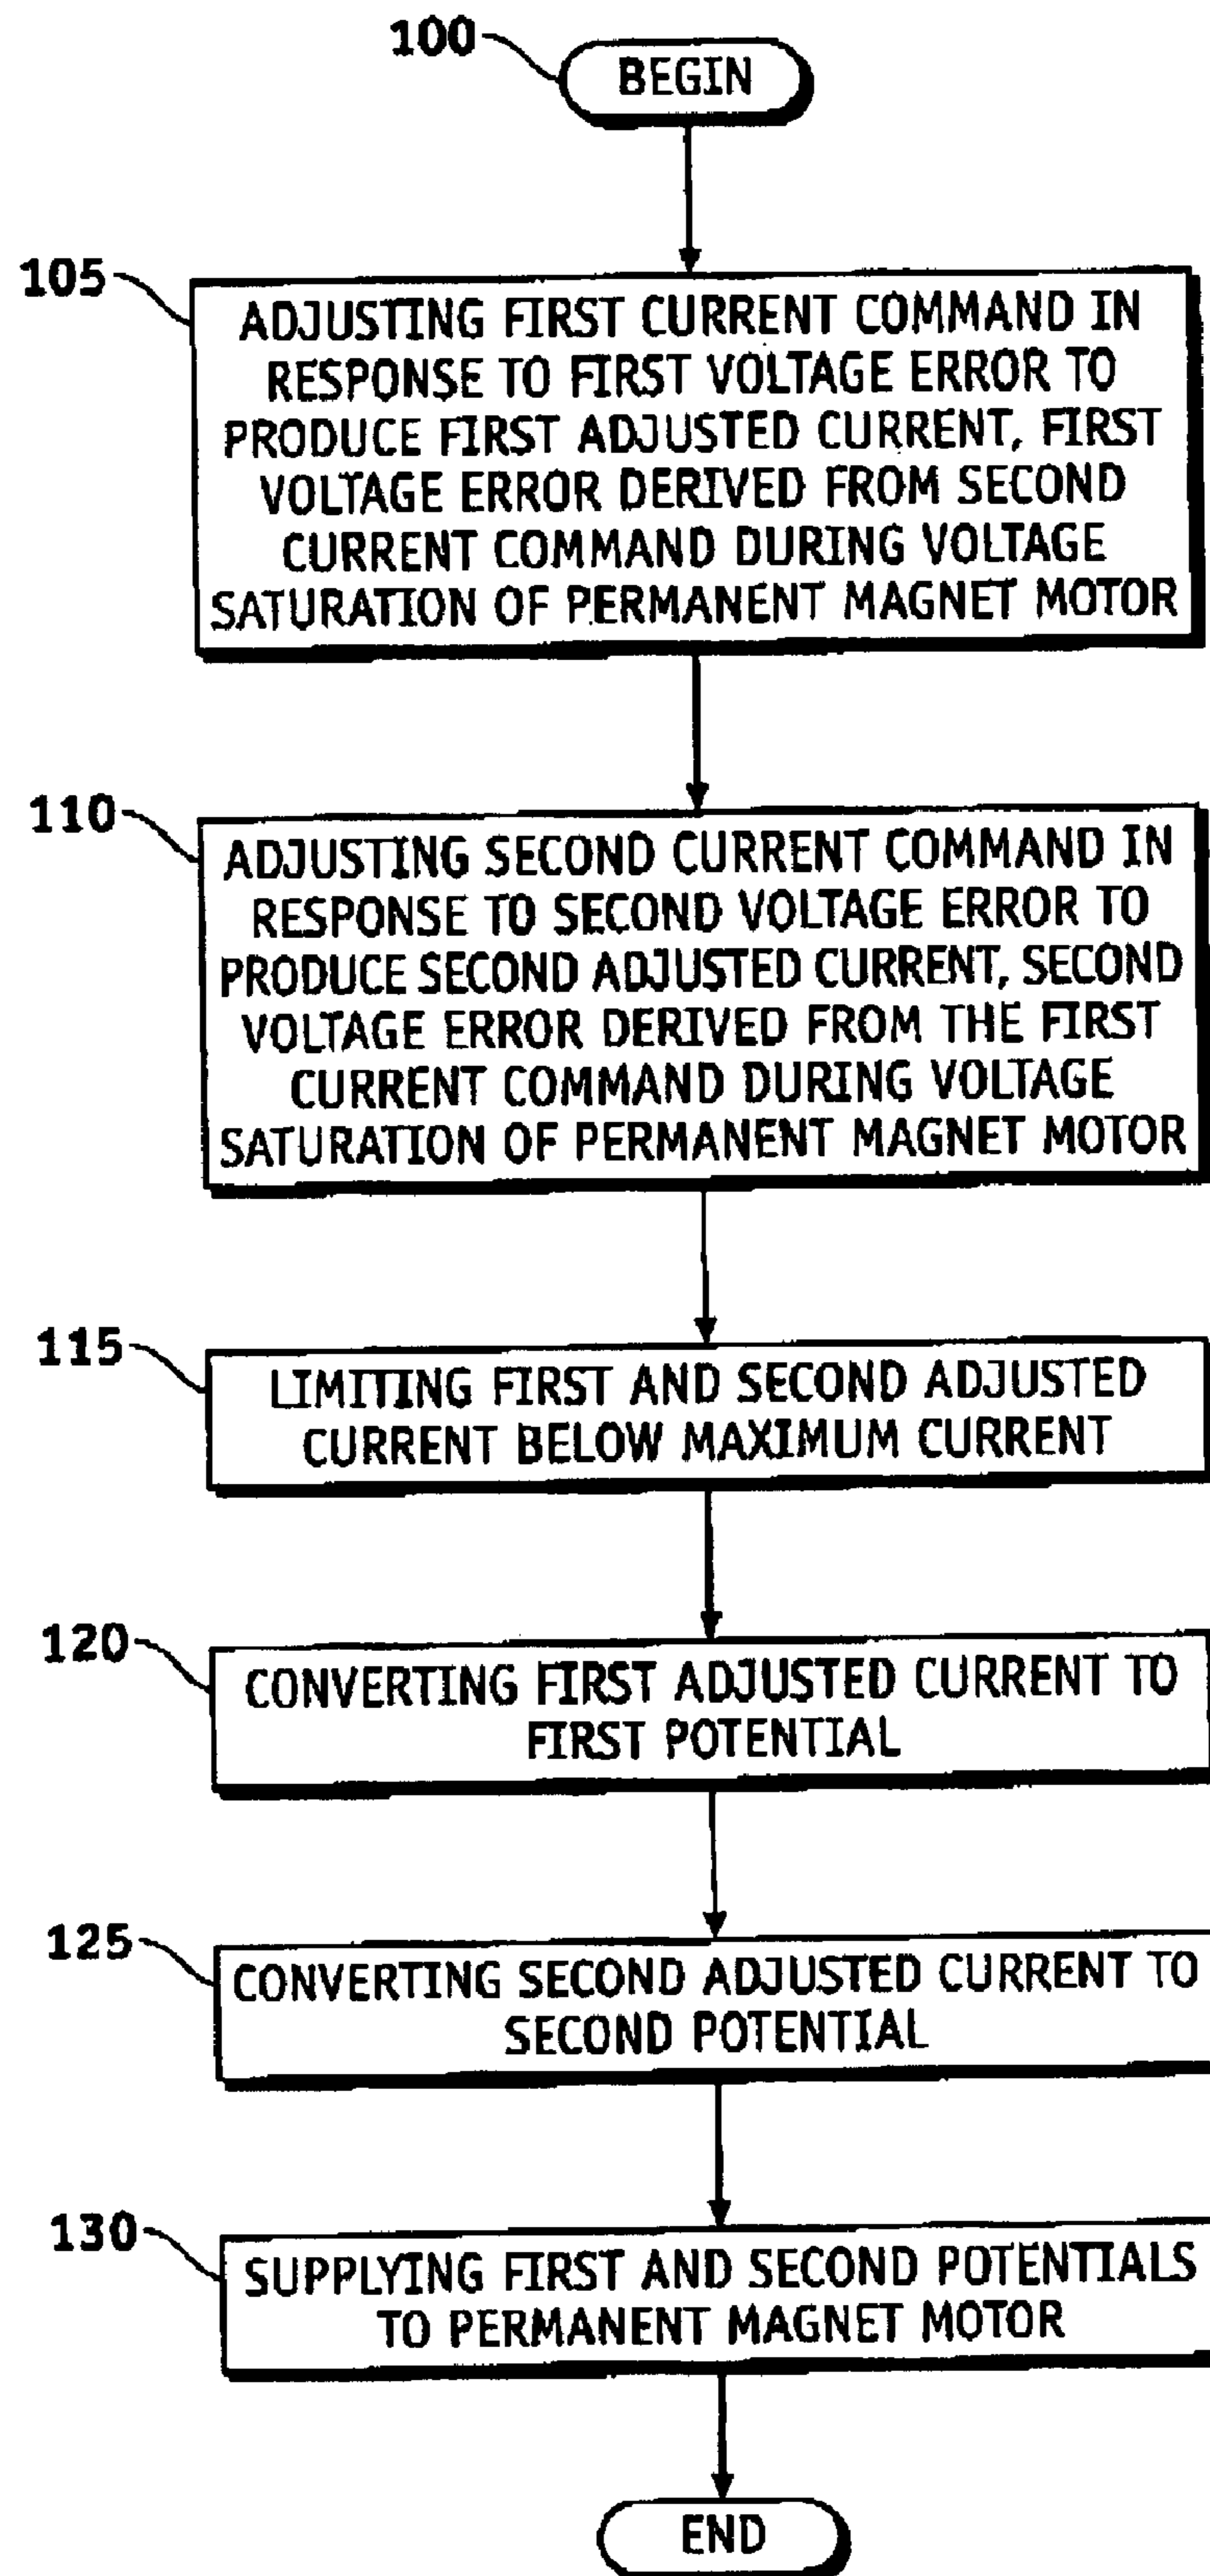 100
BEGIN
105
ADJUSTING FIRST CURRENT COMMAND IN
RESPONSE TO FIRST VOLTAGE ERROR TO
PRODUCE FIRST ADJUSTED CURRENT, FIRST
VOLTAGE ERROR DERIVED FROM SECOND
CURRENT COMMAND DURING VOLTAGE
SATURATION OF PERMANENT MAGNET MOTOR
110
ADJUSTING SECOND CURRENT COMMAND IN
RESPONSE TO SECOND VOLTAGE ERROR TO
PRODUCE SECOND ADJUSTED CURRENT, SECOND
VOLTAGE ERROR DERIVED FROM THE FIRST
CURRENT COMMAND DURING VOLTAGE
SATURATION OF PERMANENT MAGNET MOTOR
115
LIMITING FIRST AND SECOND ADJUSTED
CURRENT BELOW MAXIMUM CURRENT
120
CONVERTING FIRST ADJUSTED CURRENT TO
FIRST POTENTIAL
125
CONVERTING SECOND ADJUSTED CURRENT TO
SECOND POTENTIAL
130
SUPPLYING FIRST AND SECOND POTENTIALS
TO PERMANENT MAGNET MOTOR
END